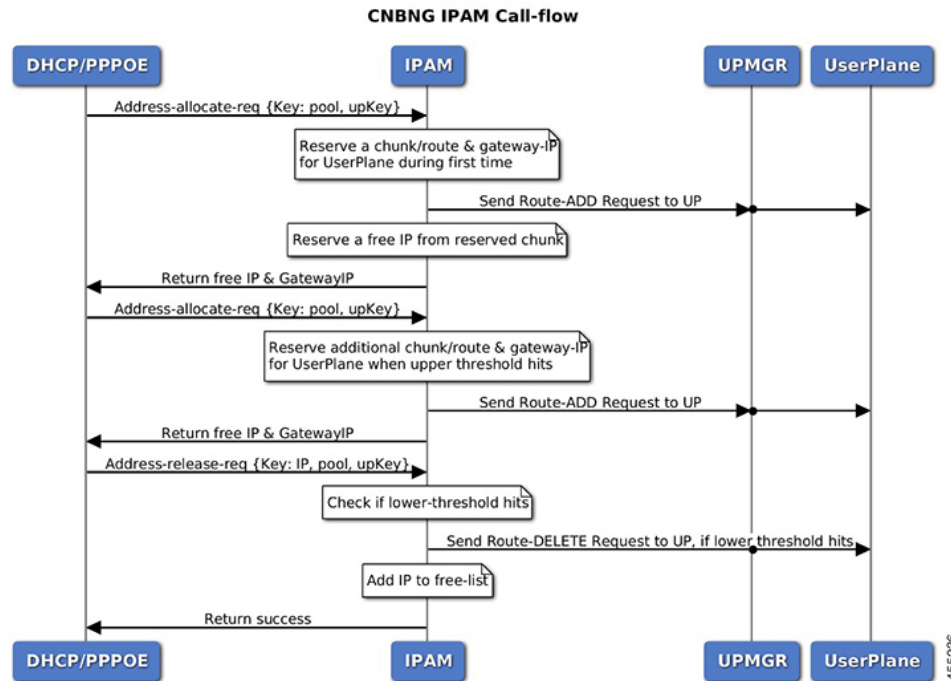 CNBNG IPAM Call-flow
DHCP/PPPOE
IPAM
UPMGR
UserPlane
Address-allocate-req {Key: pool, upKey}
Reserve a chunk/route & gateway-IP
for UserPlane during first time
Send Route-ADD Request to UP
Reserve a free IP from reserved chunk
Return free IP & GatewayIP
Address-allocate-req {Key: pool, upKey}
Reserve additional chunk/route & gateway-IP
for UserPlane when upper threshold hits
Send Route-ADD Request to UP
Return free IP & GatewayIP
Address-release-req {Key: IP, pool, upKey}
Check if lower-threshold hits
Send Route-DELETE Request to UP, if lower threshold hits
Add IP to free-list
Return success
DHCP/PPPOE
IPAM
UPMGR
UserPlane